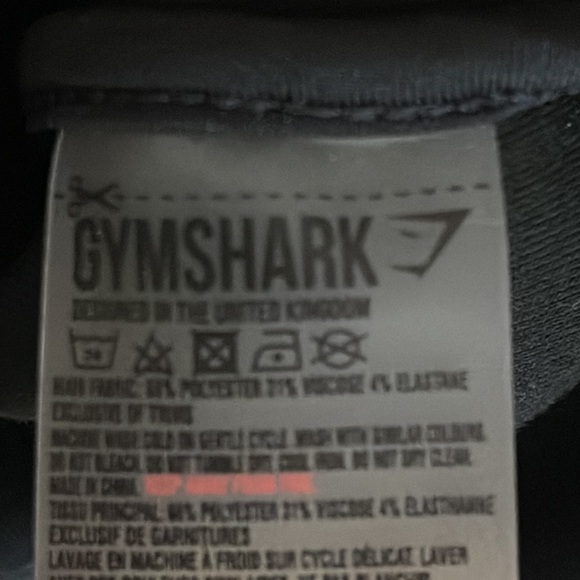 GYMSHARK
DESIGNED IN THE UNITED KINGDOM
MAIN FABRIC: POLYESTER 31% VISCOSE 4% ELASTANE
EXCLUSIVE OF TRIMS
MACHINE WASH COLD ON GENTLE CYCLE. WASH WITH SIMILAR COLOURS.
DO NOT BLEACH. DO NOT TUMBLE DRY. COOL IRON. DO NOT DRY CLEAN.
MADE IN CHINA.
TISSU PRINCIPAL: POLYESTER 31% VISCOSE 4% ELASTHANNE
EXCLUSIF DE GARNITURES
LAVAGE EN MACHINE À FROID SUR CYCLE DÉLICAT. LAVER